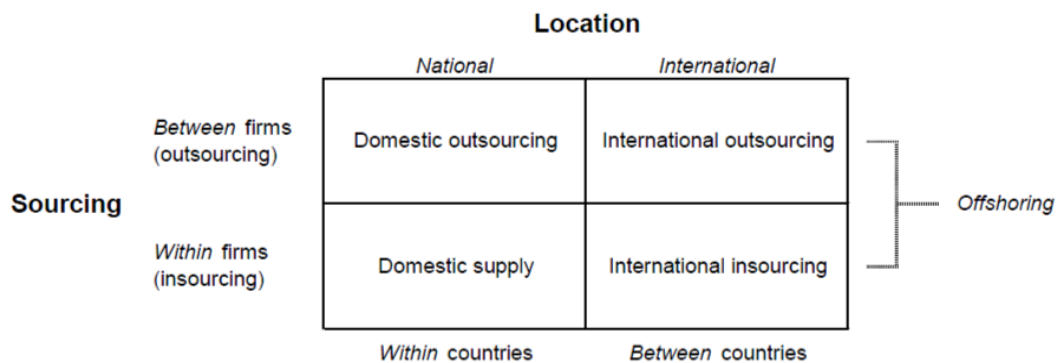 Location
National International
Between firms
(outsourcing)
Domestic outsourcing International outsourcing
Sourcing
Offshoring
Within firms
(insourcing)
Domestic supply International insourcing
Within countries Between countries